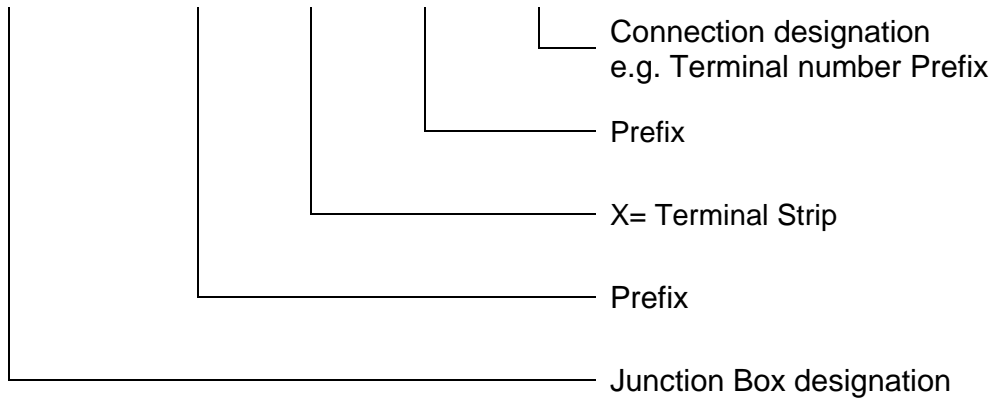 Connection designation
e.g. Terminal number Prefix
Prefix
X= Terminal Strip
Prefix
Junction Box designation